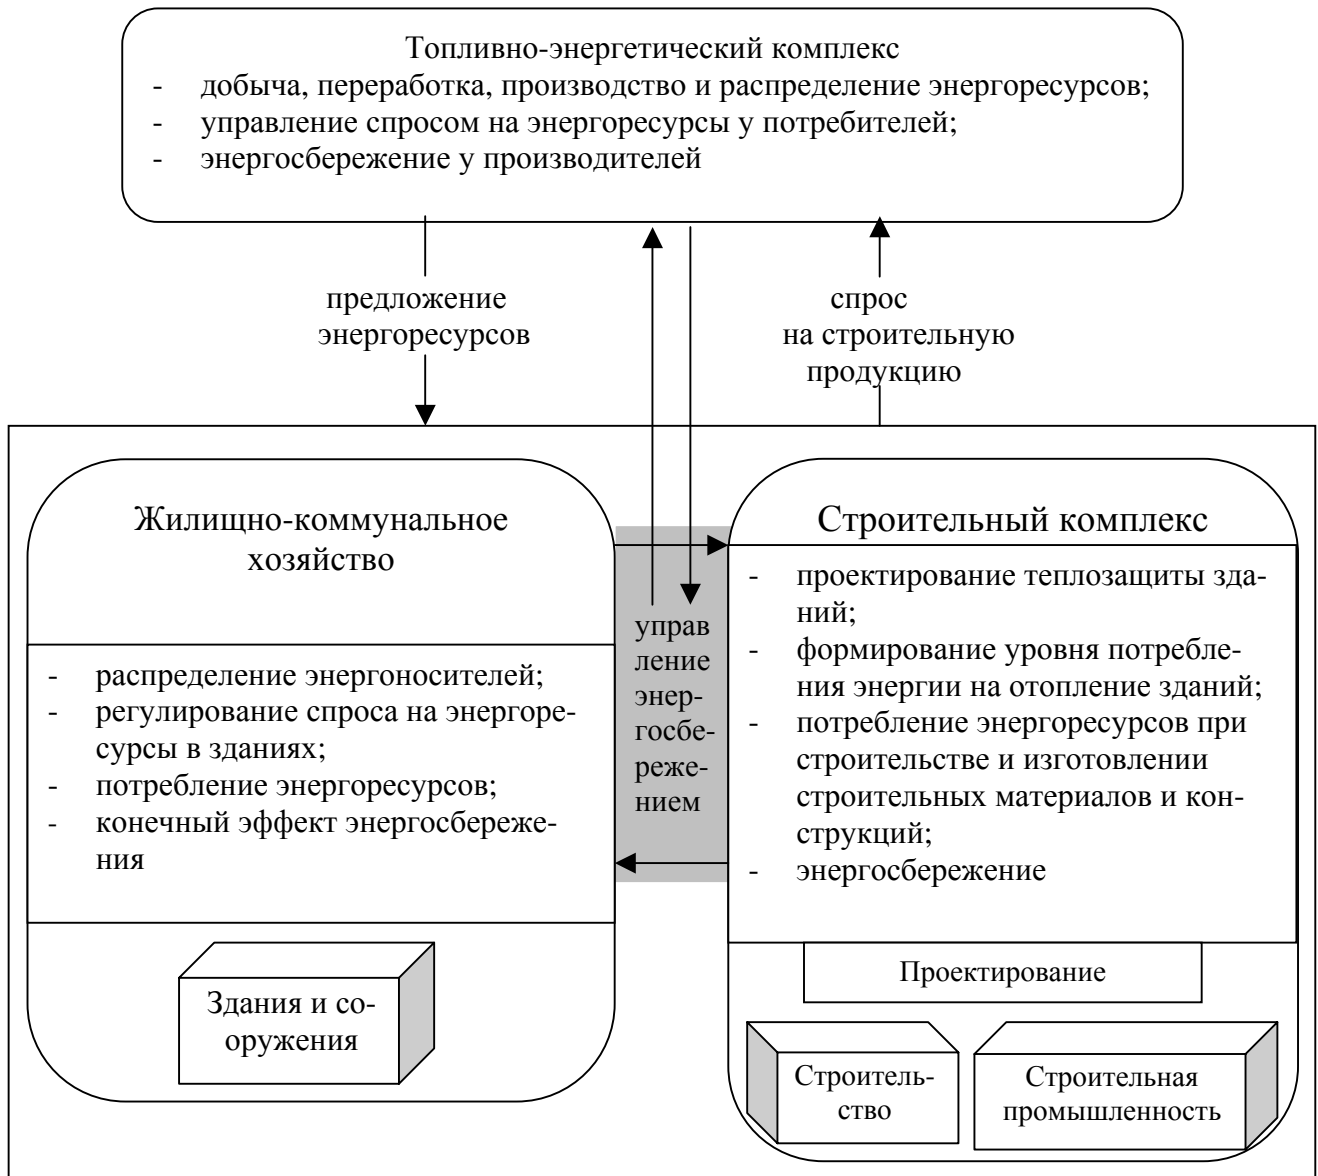 Топливно-энергетический комплекс
- добыча, переработка, производство и распределение энергоресурсов;
- управление спросом на энергоресурсы у потребителей;
- энергосбережение у производителей
предложение
энергоресурсов
спрос
на строительную
продукцию
Жилищно-коммунальное
хозяйство
- распределение энергоносителей;
- регулирование спроса на энергоре-
сурсы в зданиях;
- потребление энергоресурсов;
- конечный эффект энергосбереже-
ния
Здания и со-
оружения
управ
ление
энер-
госбе-
реже-
нием
Строительный комплекс
- проектирование теплозащиты зда-
ний;
- формирование уровня потребле-
ния энергии на отопление зданий;
- потребление энергоресурсов при
строительстве и изготовлении
строительных материалов и кон-
струкций;
- энергосбережение
Проектирование
Строитель-
ство
Строительная
промышленность